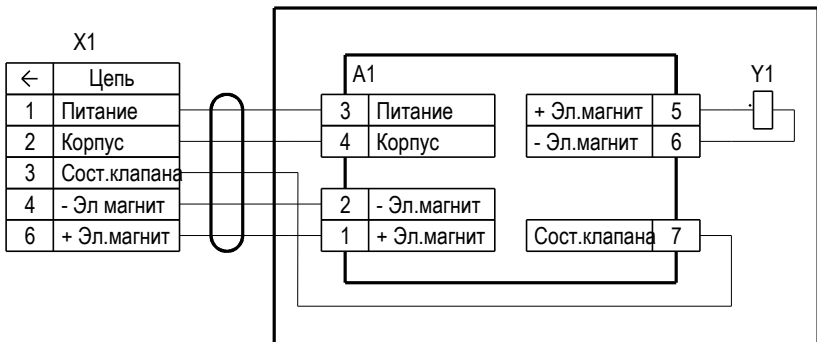 X1
← Цепь
1 Питание
2 Корпус
3 Сост.клапана
4 - Эл магнит
6 + Эл.магнит
A1
3 Питание
4 Корпус
2 - Эл.магнит
1 + Эл.магнит
+ Эл.магнит 5
- Эл.магнит 6
Сост.клапана 7
Y1